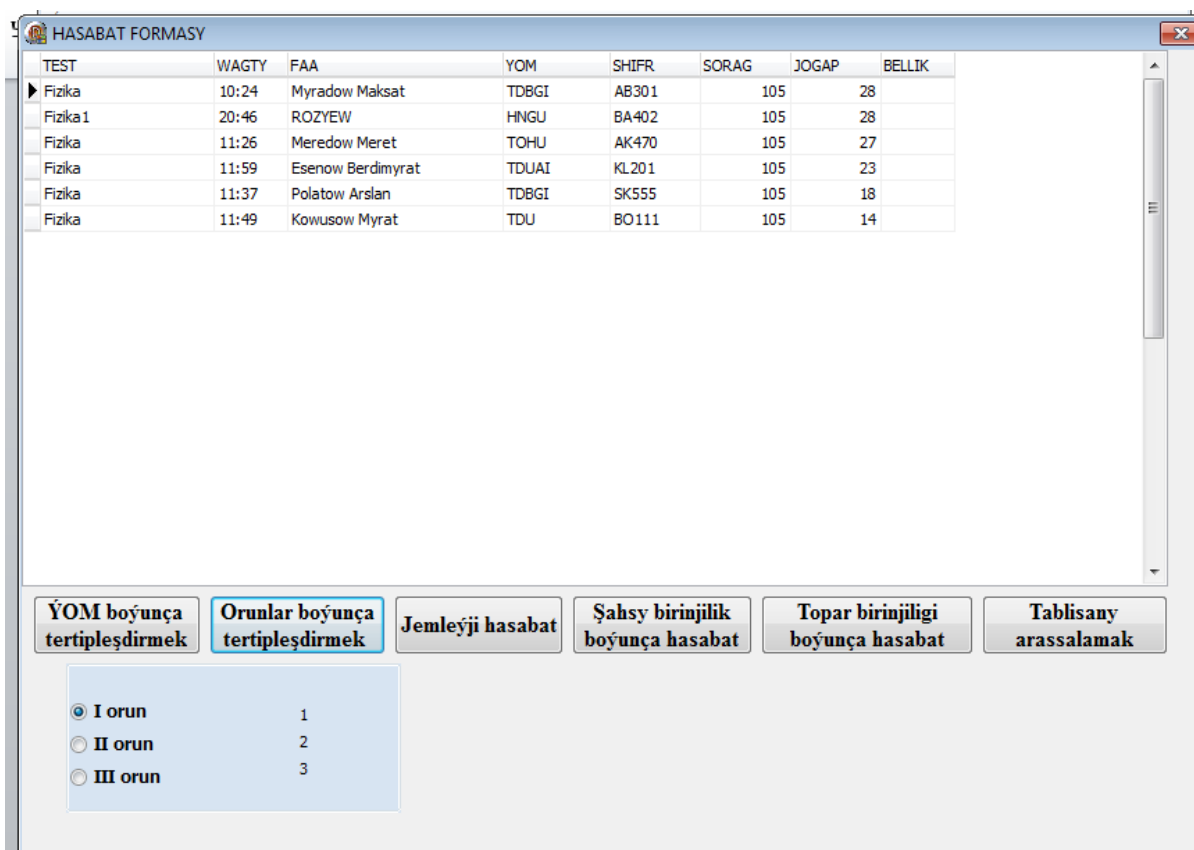 HASABAT FORMASY
TEST WAGTY FAA YOM SHIFR SORAG JOGAP BELLIK
Fizika 10:24 Myradow Maksat TDBGI AB301 105 28
Fizika1 20:46 ROZYEW HNGU BA402 105 28
Fizika 11:26 Meredow Meret TOHU AK470 105 27
Fizika 11:59 Esenow Berdimyrat TDUAI KL201 105 23
Fizika 11:37 Polatow Arslan TDBGI SK555 105 18
Fizika 11:49 Kowusow Myrat TDU BO111 105 14
ÝOM boýunça tertipleşdirmek
Orunlar boýunça tertipleşdirmek
Jemleýji hasabat
Şahsy birinjilik boýunça hasabat
Topar birinjiligi boýunça hasabat
Tablisany arassalamak
I orun 1
II orun 2
III orun 3